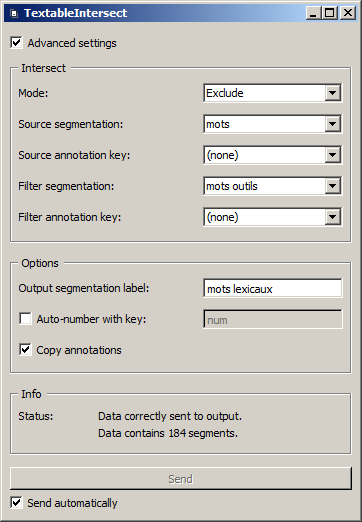 TextableIntersect
Advanced settings
Intersect
Mode: Exclude
Source segmentation: mots
Source annotation key: (none)
Filter segmentation: mots outils
Filter annotation key: (none)
Options
Output segmentation label: mots lexicaux
Auto-number with key: num
Copy annotations
Info
Status: Data correctly sent to output.
Data contains 184 segments.
Send
Send automatically